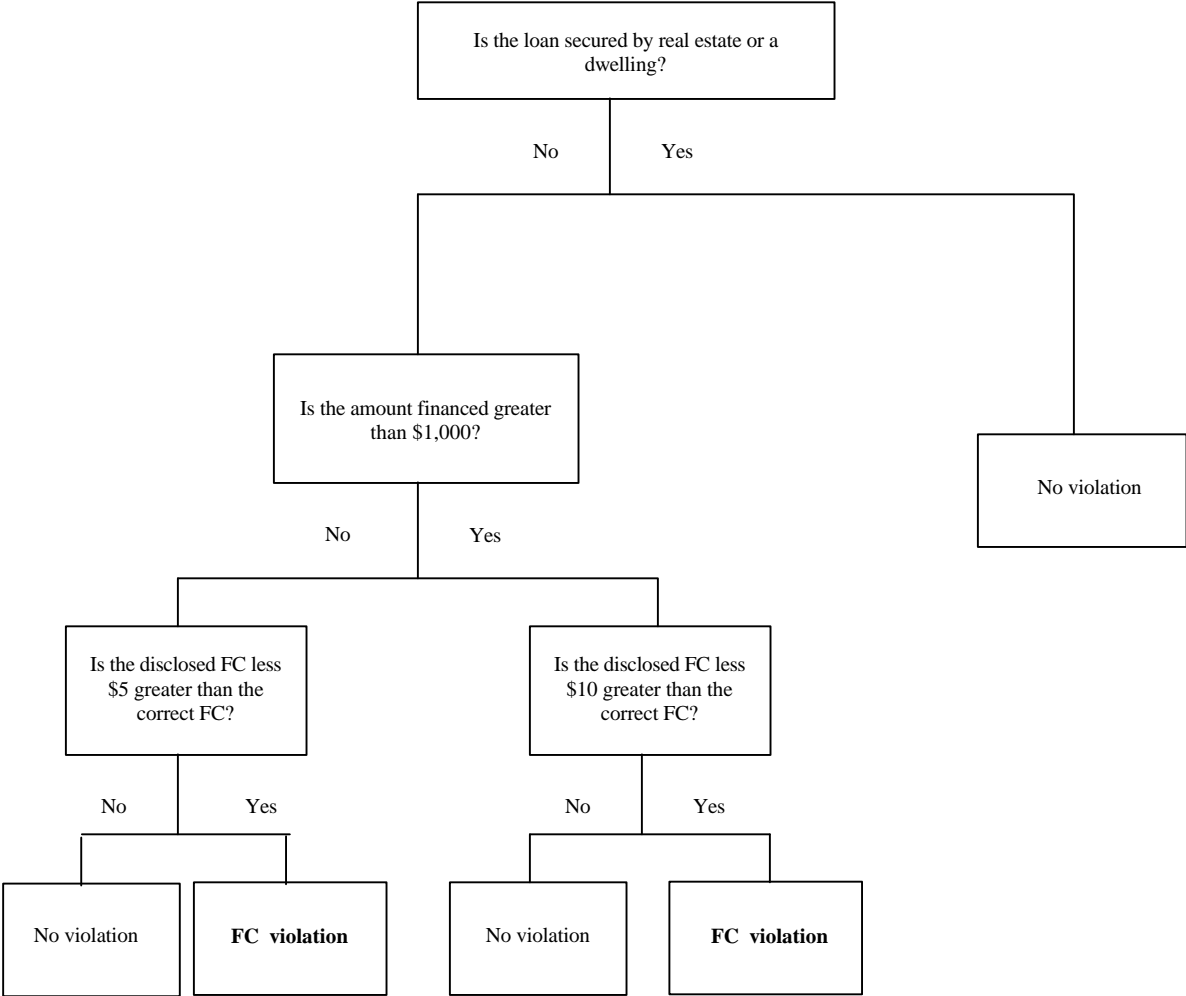 Is the loan secured by real estate or a
dwelling?
No
Yes
Is the amount financed greater
than $1,000?
No violation
No
Yes
Is the disclosed FC less
$5 greater than the
correct FC?
Is the disclosed FC less
$10 greater than the
correct FC?
No
Yes
No
Yes
No violation
FC violation
No violation
FC violation